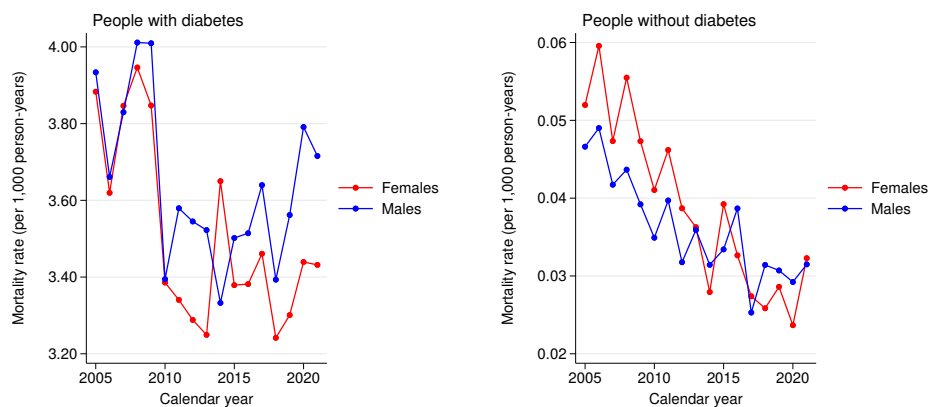 People with diabetes
Mortality rate (per 1,000 person-years)
4.00
3.80
3.60
3.40
3.20
2005
2010
2015
2020
Calendar year
Females
Males
People without diabetes
Mortality rate (per 1,000 person-years)
0.06
0.05
0.04
0.03
0.02
2005
2010
2015
2020
Calendar year
Females
Males